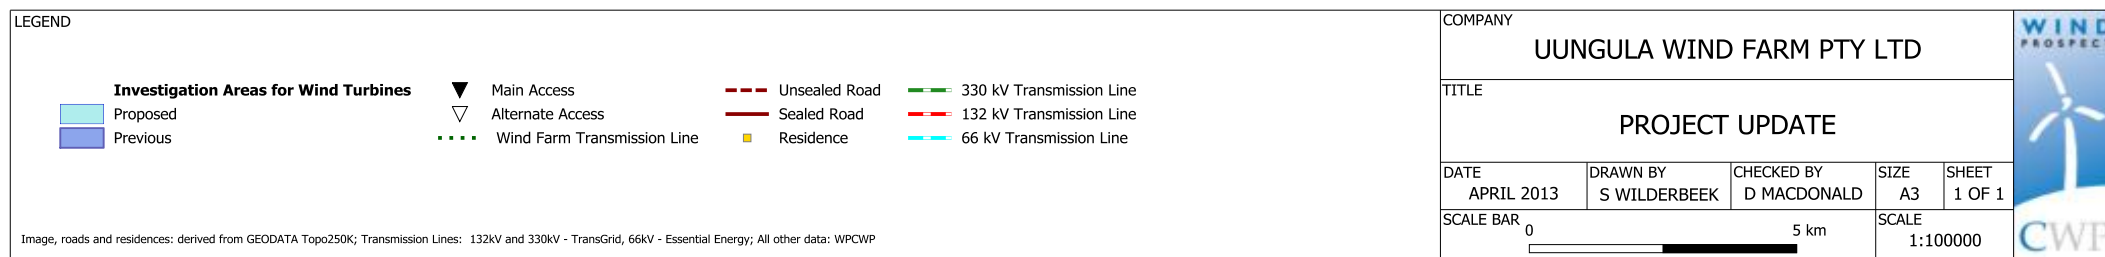 LEGEND
Investigation Areas for Wind Turbines
Proposed
Previous
Main Access
Alternate Access
Wind Farm Transmission Line
Unsealed Road
Sealed Road
Residence
330 kV Transmission Line
132 kV Transmission Line
66 kV Transmission Line
Image, roads and residences: derived from GEODATA Topo250K; Transmission Lines: 132kV and 330kV - TransGrid, 66kV - Essential Energy; All other data: WPCWP
COMPANY
UUNGULA WIND FARM PTY LTD
TITLE
PROJECT UPDATE
DATE
APRIL 2013
DRAWN BY
S WILDERBEEK
CHECKED BY
D MACDONALD
SIZE
A3
SHEET
1 OF 1
SCALE BAR
0 5 km
SCALE
1:100000
WIND
PROSPEC
CWP